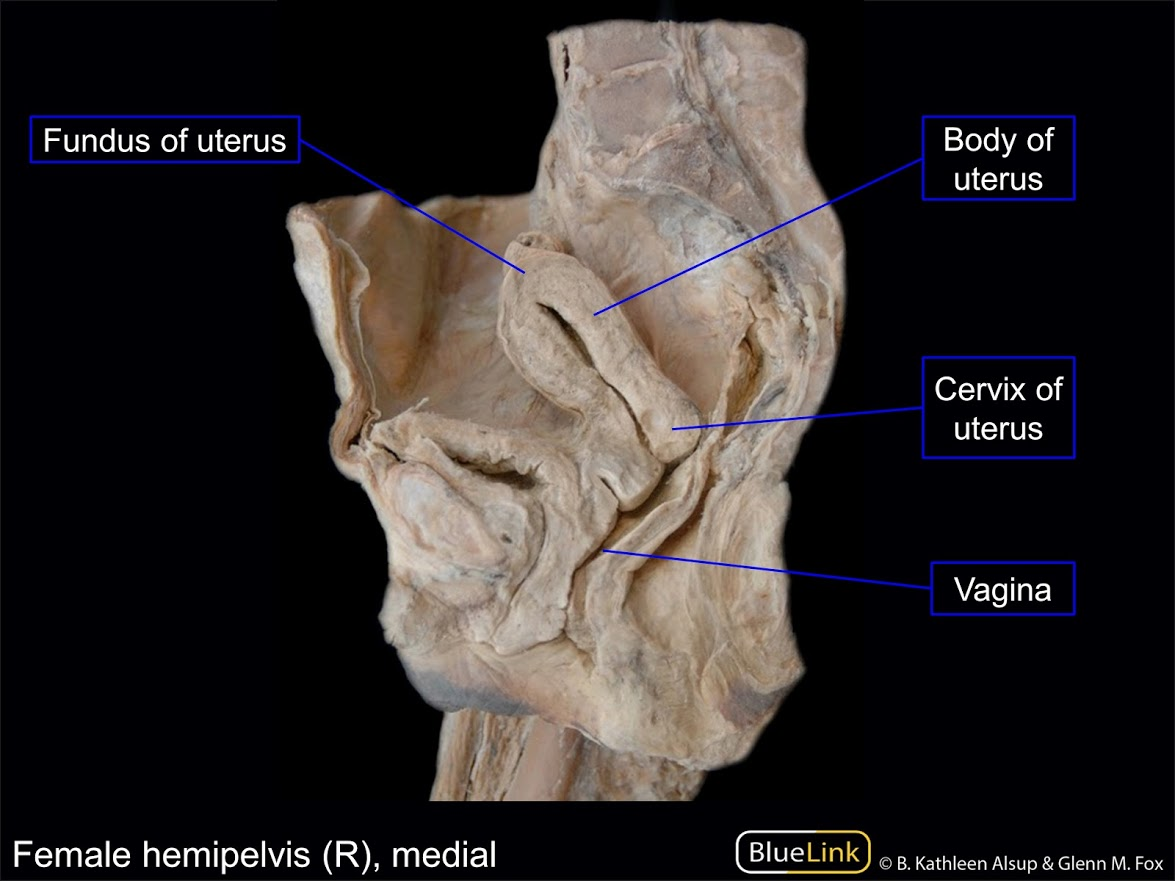 Fundus of uterus
Body of
uterus
Cervix of
uterus
Vagina
Female hemipelvis (R), medial
BlueLink
© B. Kathleen Alsup & Glenn M. Fox